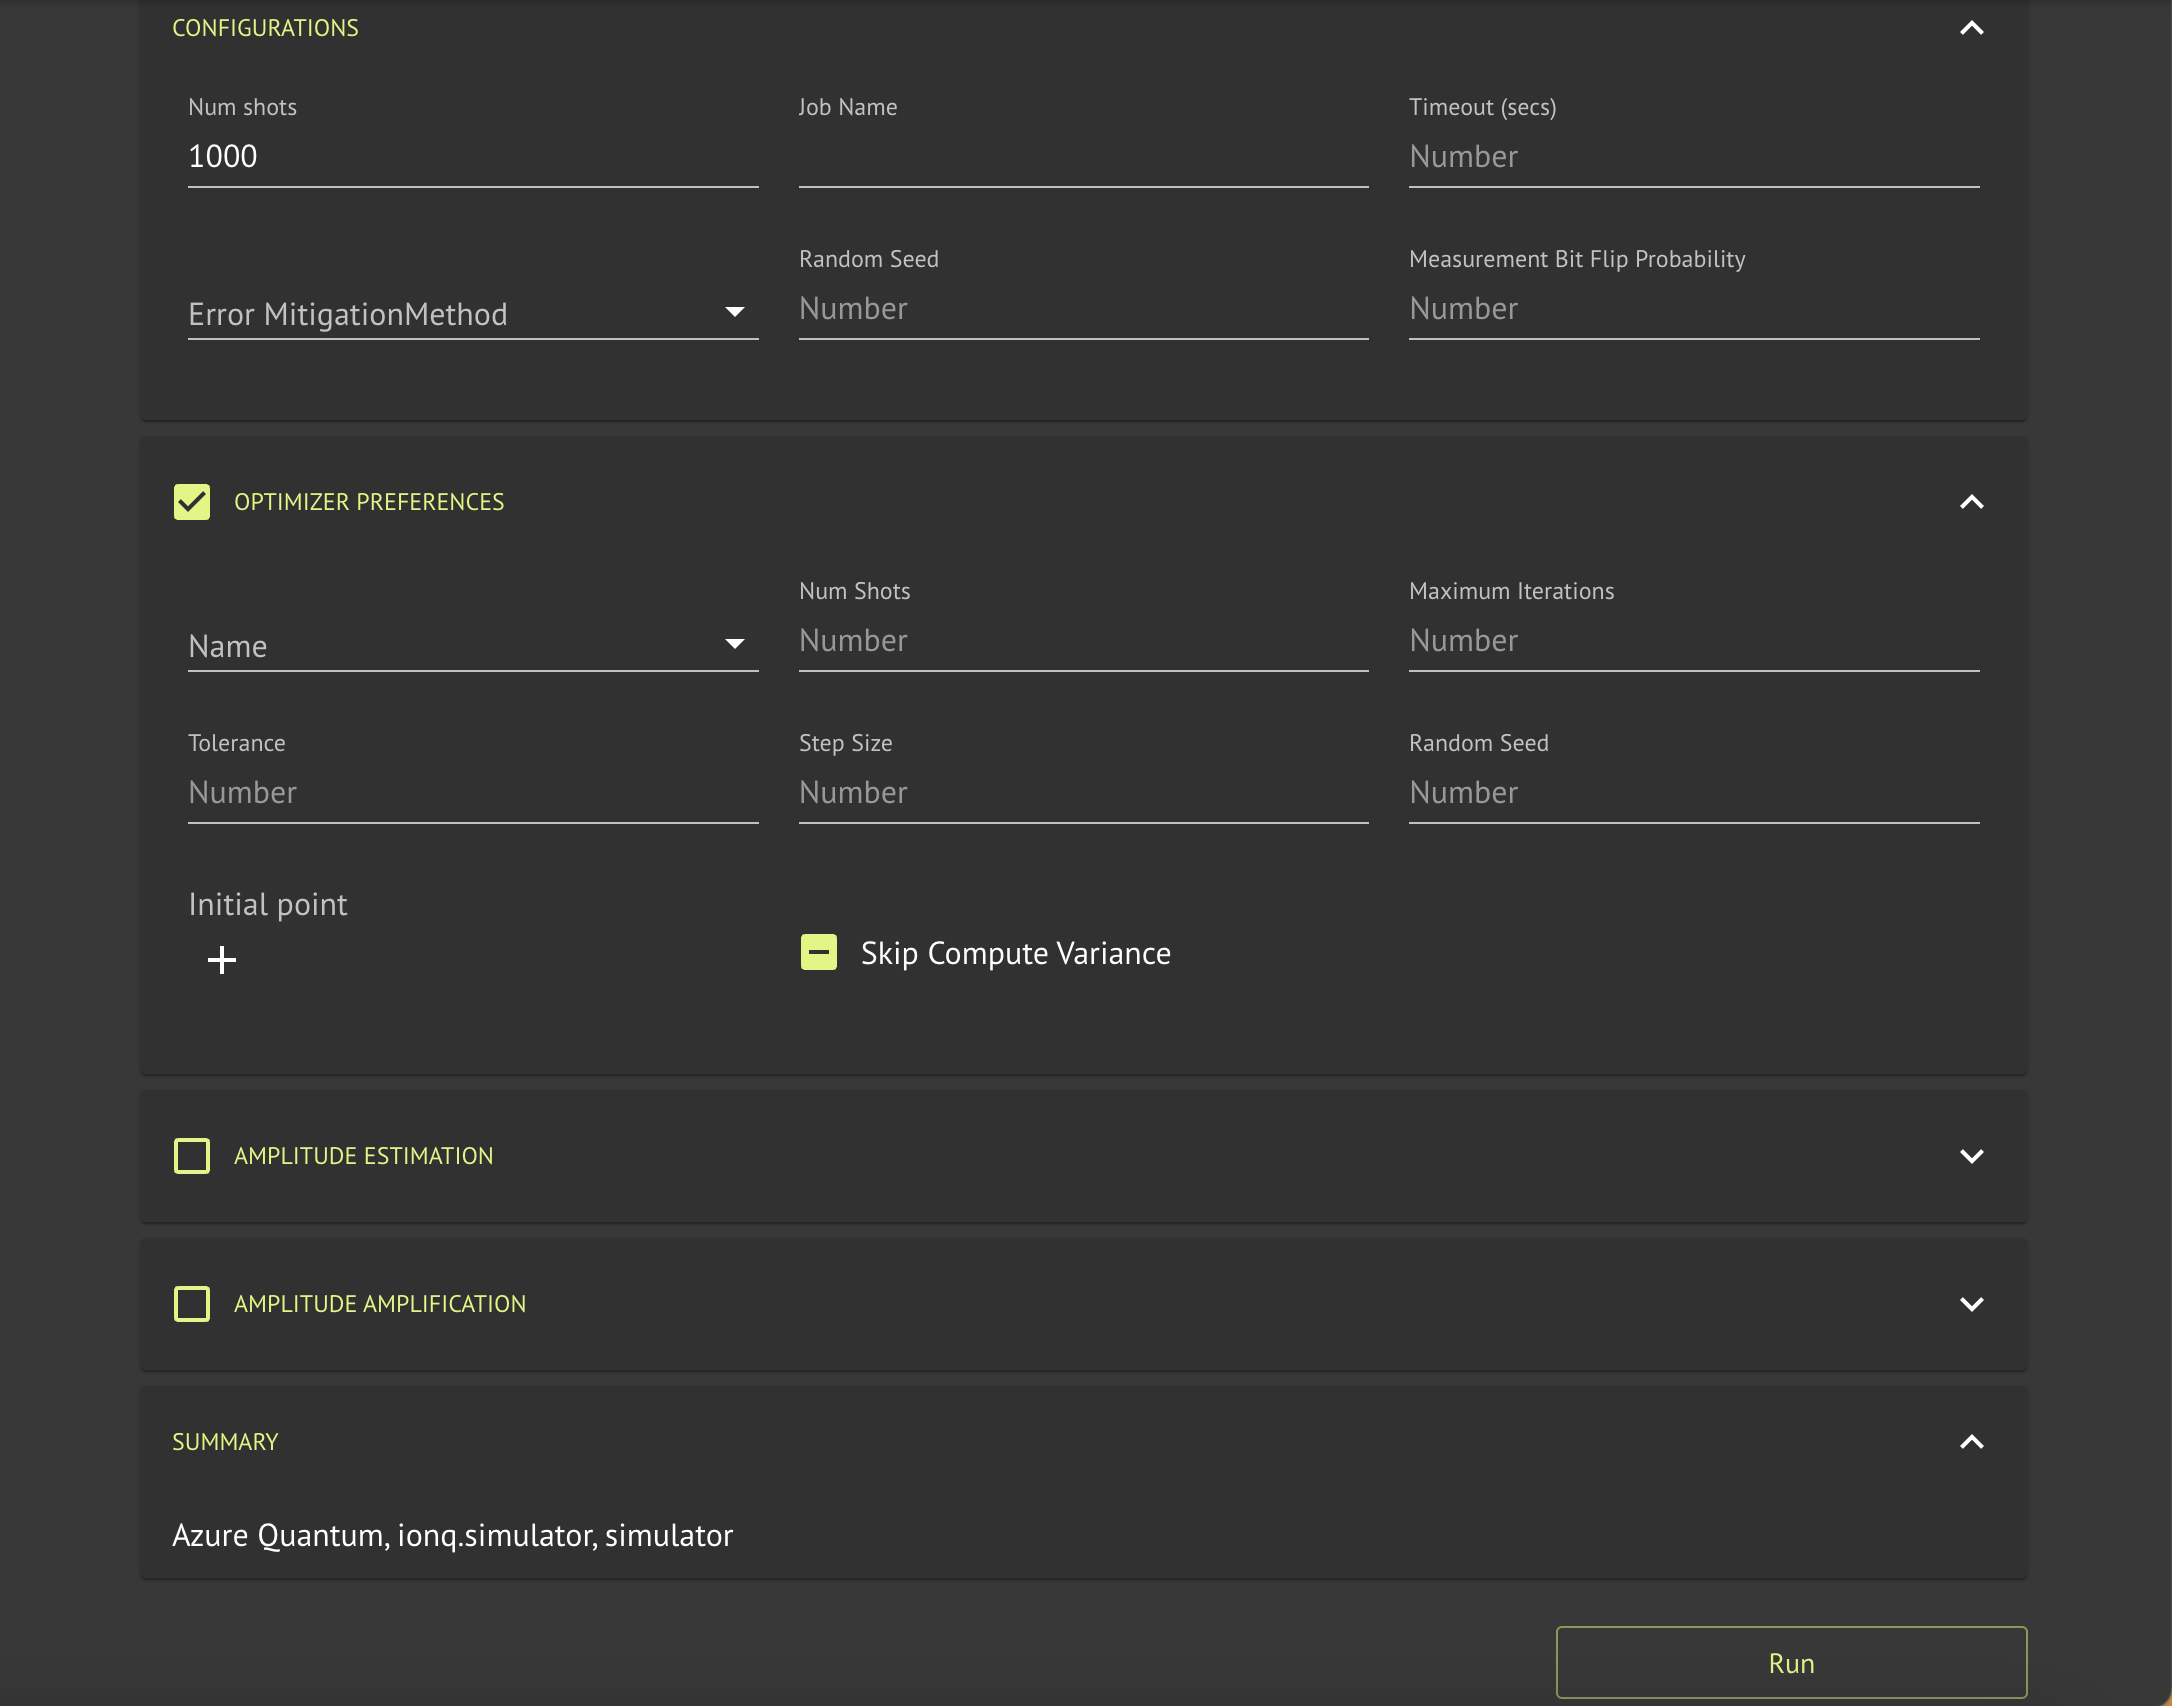 CONFIGURATIONS
Num shots
Job Name
Timeout (secs)
1000
Number
Random Seed
Measurement Bit Flip Probability
Error MitigationMethod
Number
Number
OPTIMIZER PREFERENCES
Num Shots
Maximum Iterations
Name
Number
Number
Tolerance
Step Size
Random Seed
Number
Number
Number
Initial point
Skip Compute Variance
AMPLITUDE ESTIMATION
AMPLITUDE AMPLIFICATION
SUMMARY
Azure Quantum, ionq.simulator, simulator
Run